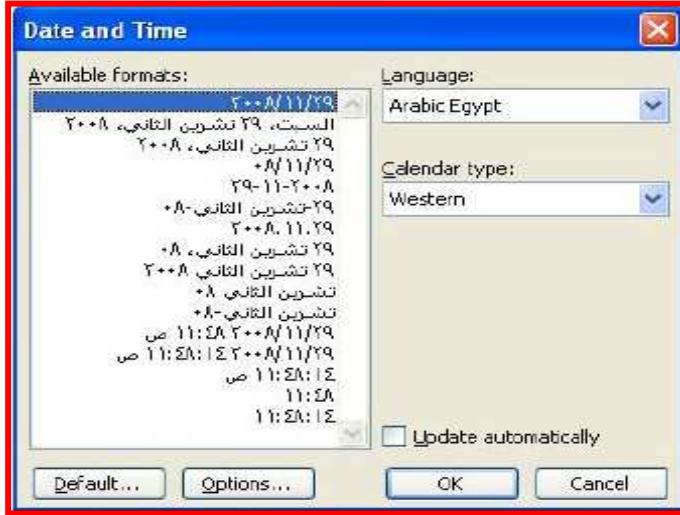 Date and Time
Available formats:
٢٠٠٨/١١/٢٩
السبت، ٢٩ تشرين الثاني، ٢٠٠٨
٢٩ تشرين الثاني، ٢٠٠٨
٠٨/١١/٢٩
٢٠٠٨-١١-٢٩
٢٩-تشرين الثاني-٠٨
٢٠٠٨.١١.٢٩
٢٩ تشرين الثاني، ٠٨
٢٩ تشرين الثاني ٢٠٠٨
تشرين الثاني ٠٨
تشرين الثاني-٠٨
٢٠٠٨/١١/٢٩ ١١:٤٨ ص
٢٠٠٨/١١/٢٩ ١١:٤٨:١٤ ص
١١:٤٨:١٤ ص
١١:٤٨
١١:٤٨:١٤
Language:
Arabic Egypt
Calendar type:
Western
Update automatically
Default...
Options...
OK
Cancel